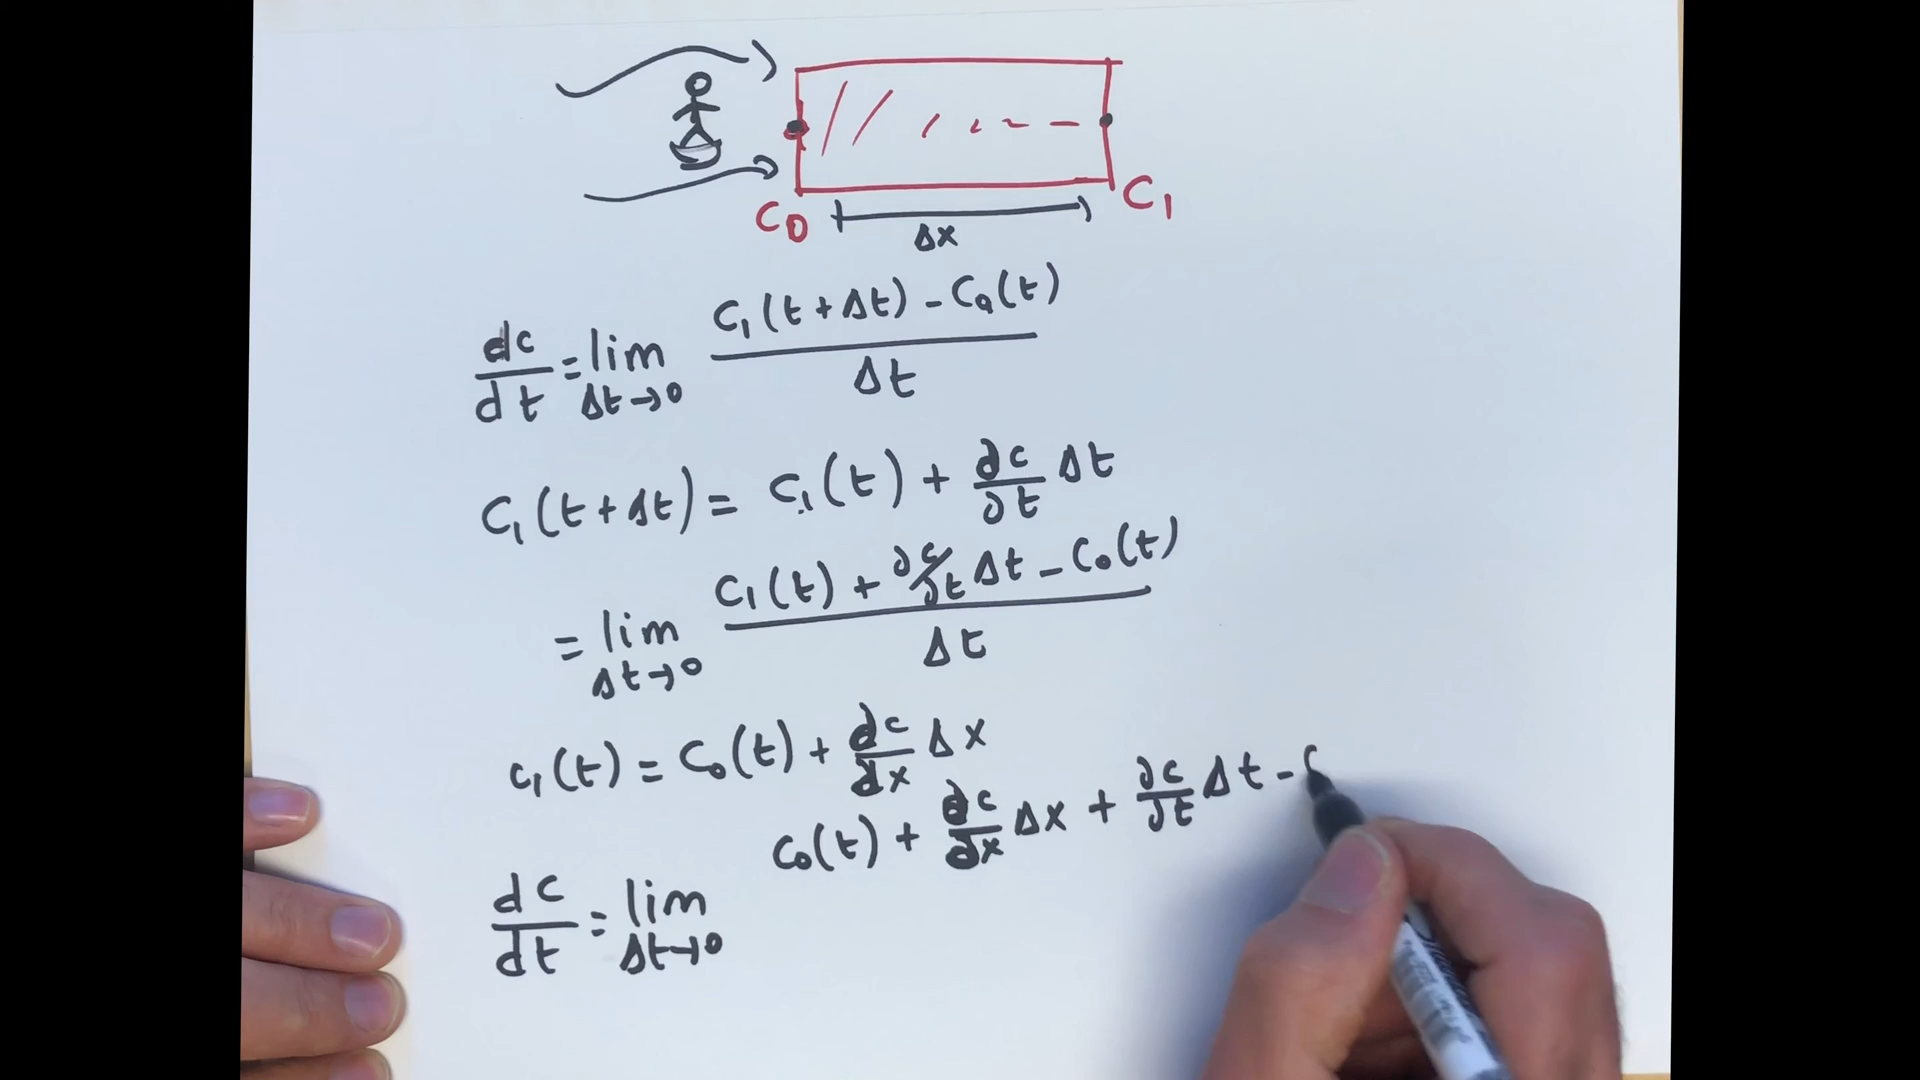 C₀ Δx C₁
dc/dt = lim Δt→0 (C₁(t+Δt) - C₀(t))/Δt
C₁(t+Δt) = C₁(t) + ∂c/∂t Δt
= lim Δt→0 (C₁(t) + ∂c/∂t Δt - C₀(t))/Δt
C₁(t) = C₀(t) + ∂c/∂x Δx
C₀(t) + ∂c/∂x Δx + ∂c/∂t Δt - C
dc/dt = lim Δt→0